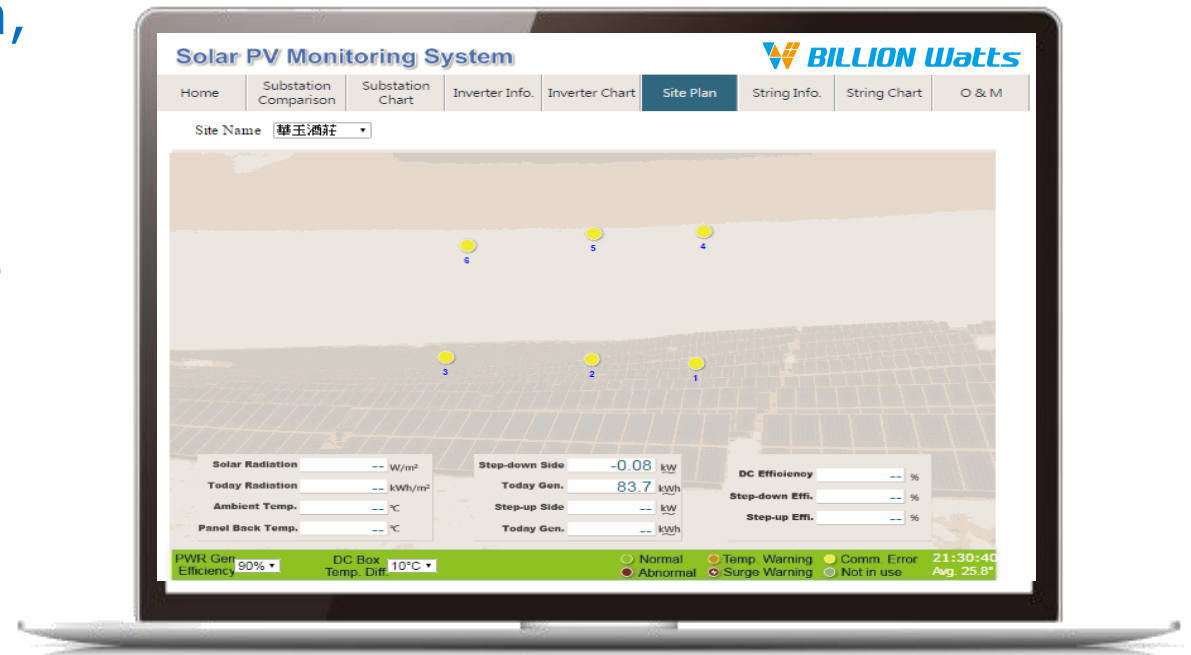 ,
Solar PV Monitoring System
BILLION Watts
Home
Substation
Comparison
Substation
Chart
Inverter Info.
Inverter Chart
Site Plan
String Info.
String Chart
O & M
Site Name 華玉酒莊
6
5
4
3
2
1
Solar Radiation -- W/m²
Today Radiation -- kWh/m²
Ambient Temp. -- ℃
Panel Back Temp. -- ℃
Step-down Side -0.08 kW
Today Gen. 83.7 kWh
Step-up Side -- kW
Today Gen. -- kWh
DC Efficiency -- %
Step-down Effi. -- %
Step-up Effi. -- %
PWR Gen
Efficiency 90%
DC Box
Temp. Diff. 10°C
Normal
Temp. Warning
Comm. Error
Abnormal
Surge Warning
Not in use
21:30:40
Avg. 25.8°